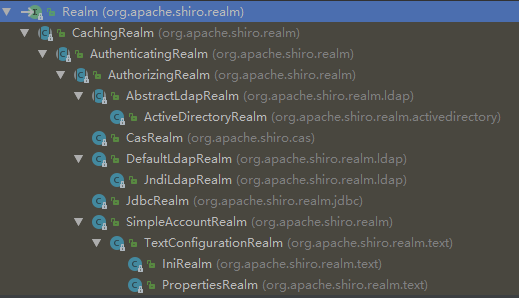 Realm (org.apache.shiro.realm)
CachingRealm (org.apache.shiro.realm)
AuthenticatingRealm (org.apache.shiro.realm)
AuthorizingRealm (org.apache.shiro.realm)
AbstractLdapRealm (org.apache.shiro.realm.ldap)
ActiveDirectoryRealm (org.apache.shiro.realm.activedirectory)
CasRealm (org.apache.shiro.cas)
DefaultLdapRealm (org.apache.shiro.realm.ldap)
JndiLdapRealm (org.apache.shiro.realm.ldap)
JdbcRealm (org.apache.shiro.realm.jdbc)
SimpleAccountRealm (org.apache.shiro.realm)
TextConfigurationRealm (org.apache.shiro.realm.text)
IniRealm (org.apache.shiro.realm.text)
PropertiesRealm (org.apache.shiro.realm.text)